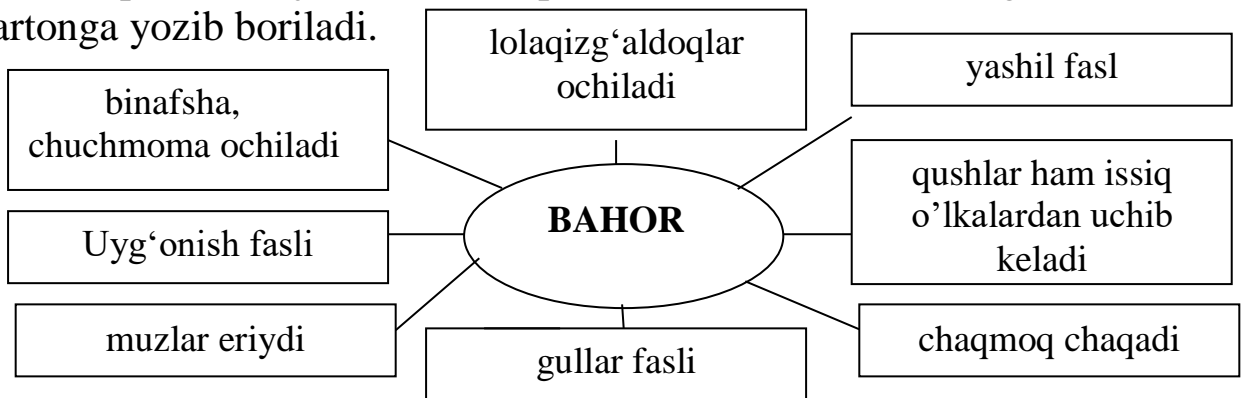 artonga yozib boriladi.
lolaqizg‘aldoqlar
ochiladi
yashil fasl
binafsha,
chuchmoma ochiladi
qushlar ham issiq
o’lkalardan uchib
keladi
BAHOR
Uyg‘onish fasli
muzlar eriydi
gullar fasli
chaqmoq chaqadi